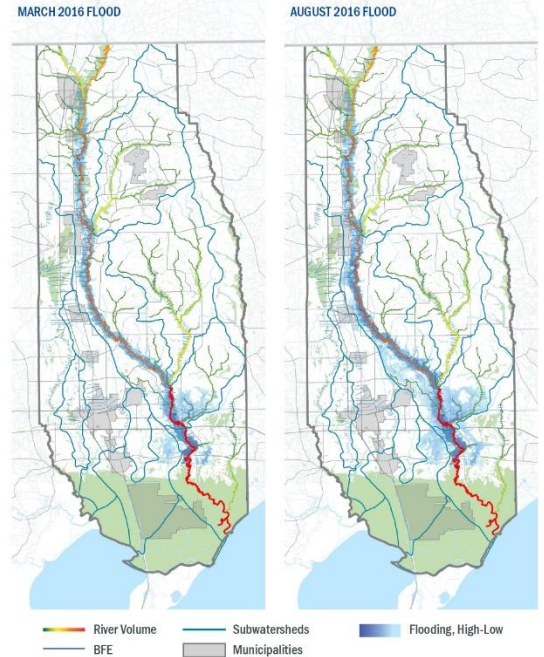 MARCH 2016 FLOOD
AUGUST 2016 FLOOD
River Volume
Subwatersheds
Flooding, High-Low
BFE
Municipalities